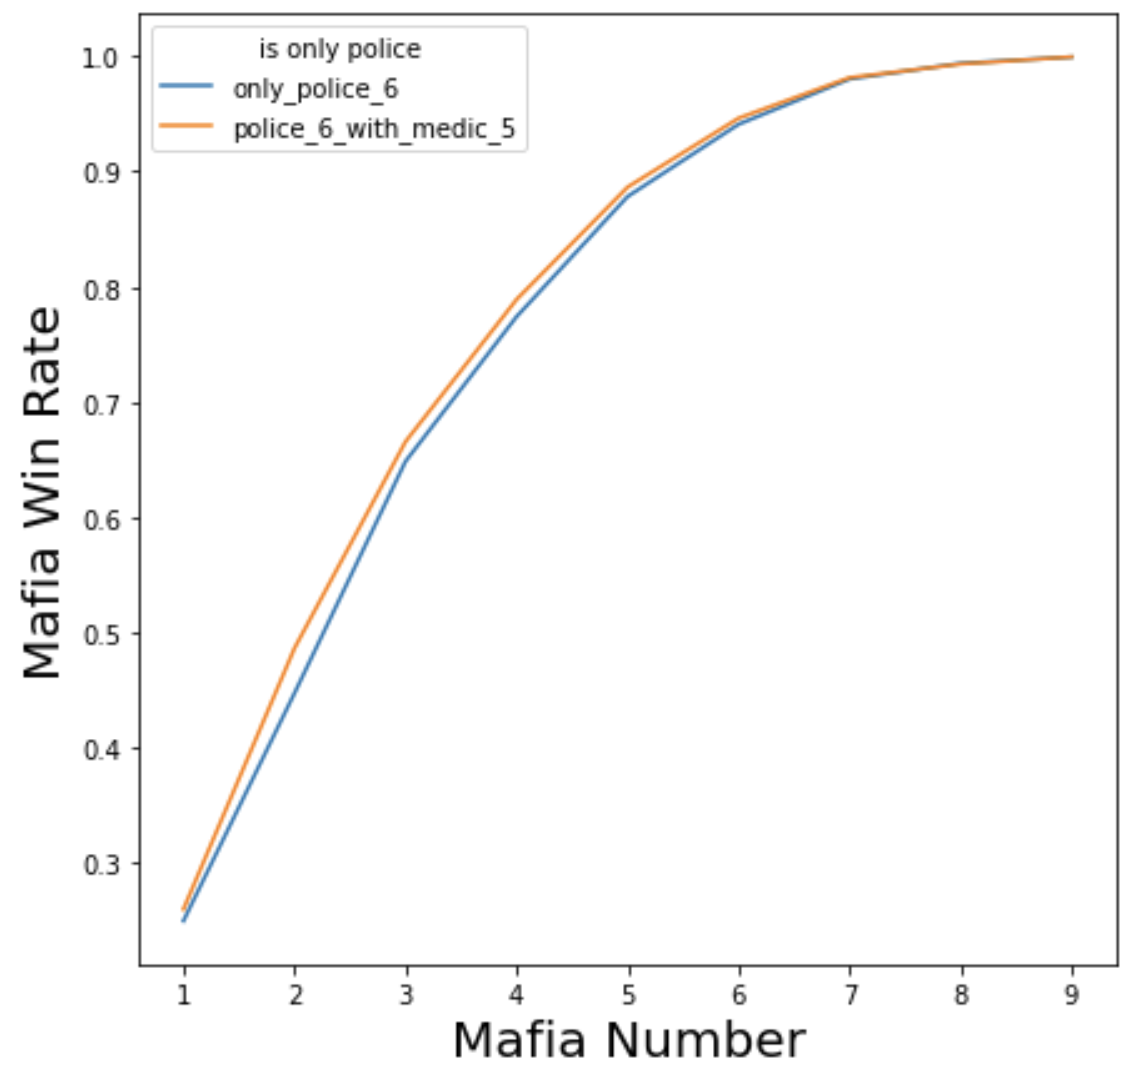 is only police
only_police_6
police_6_with_medic_5
1.0
0.9
0.8
0.7
0.6
0.5
0.4
0.3
Mafia Win Rate
1 2 3 4 5 6 7 8 9
Mafia Number